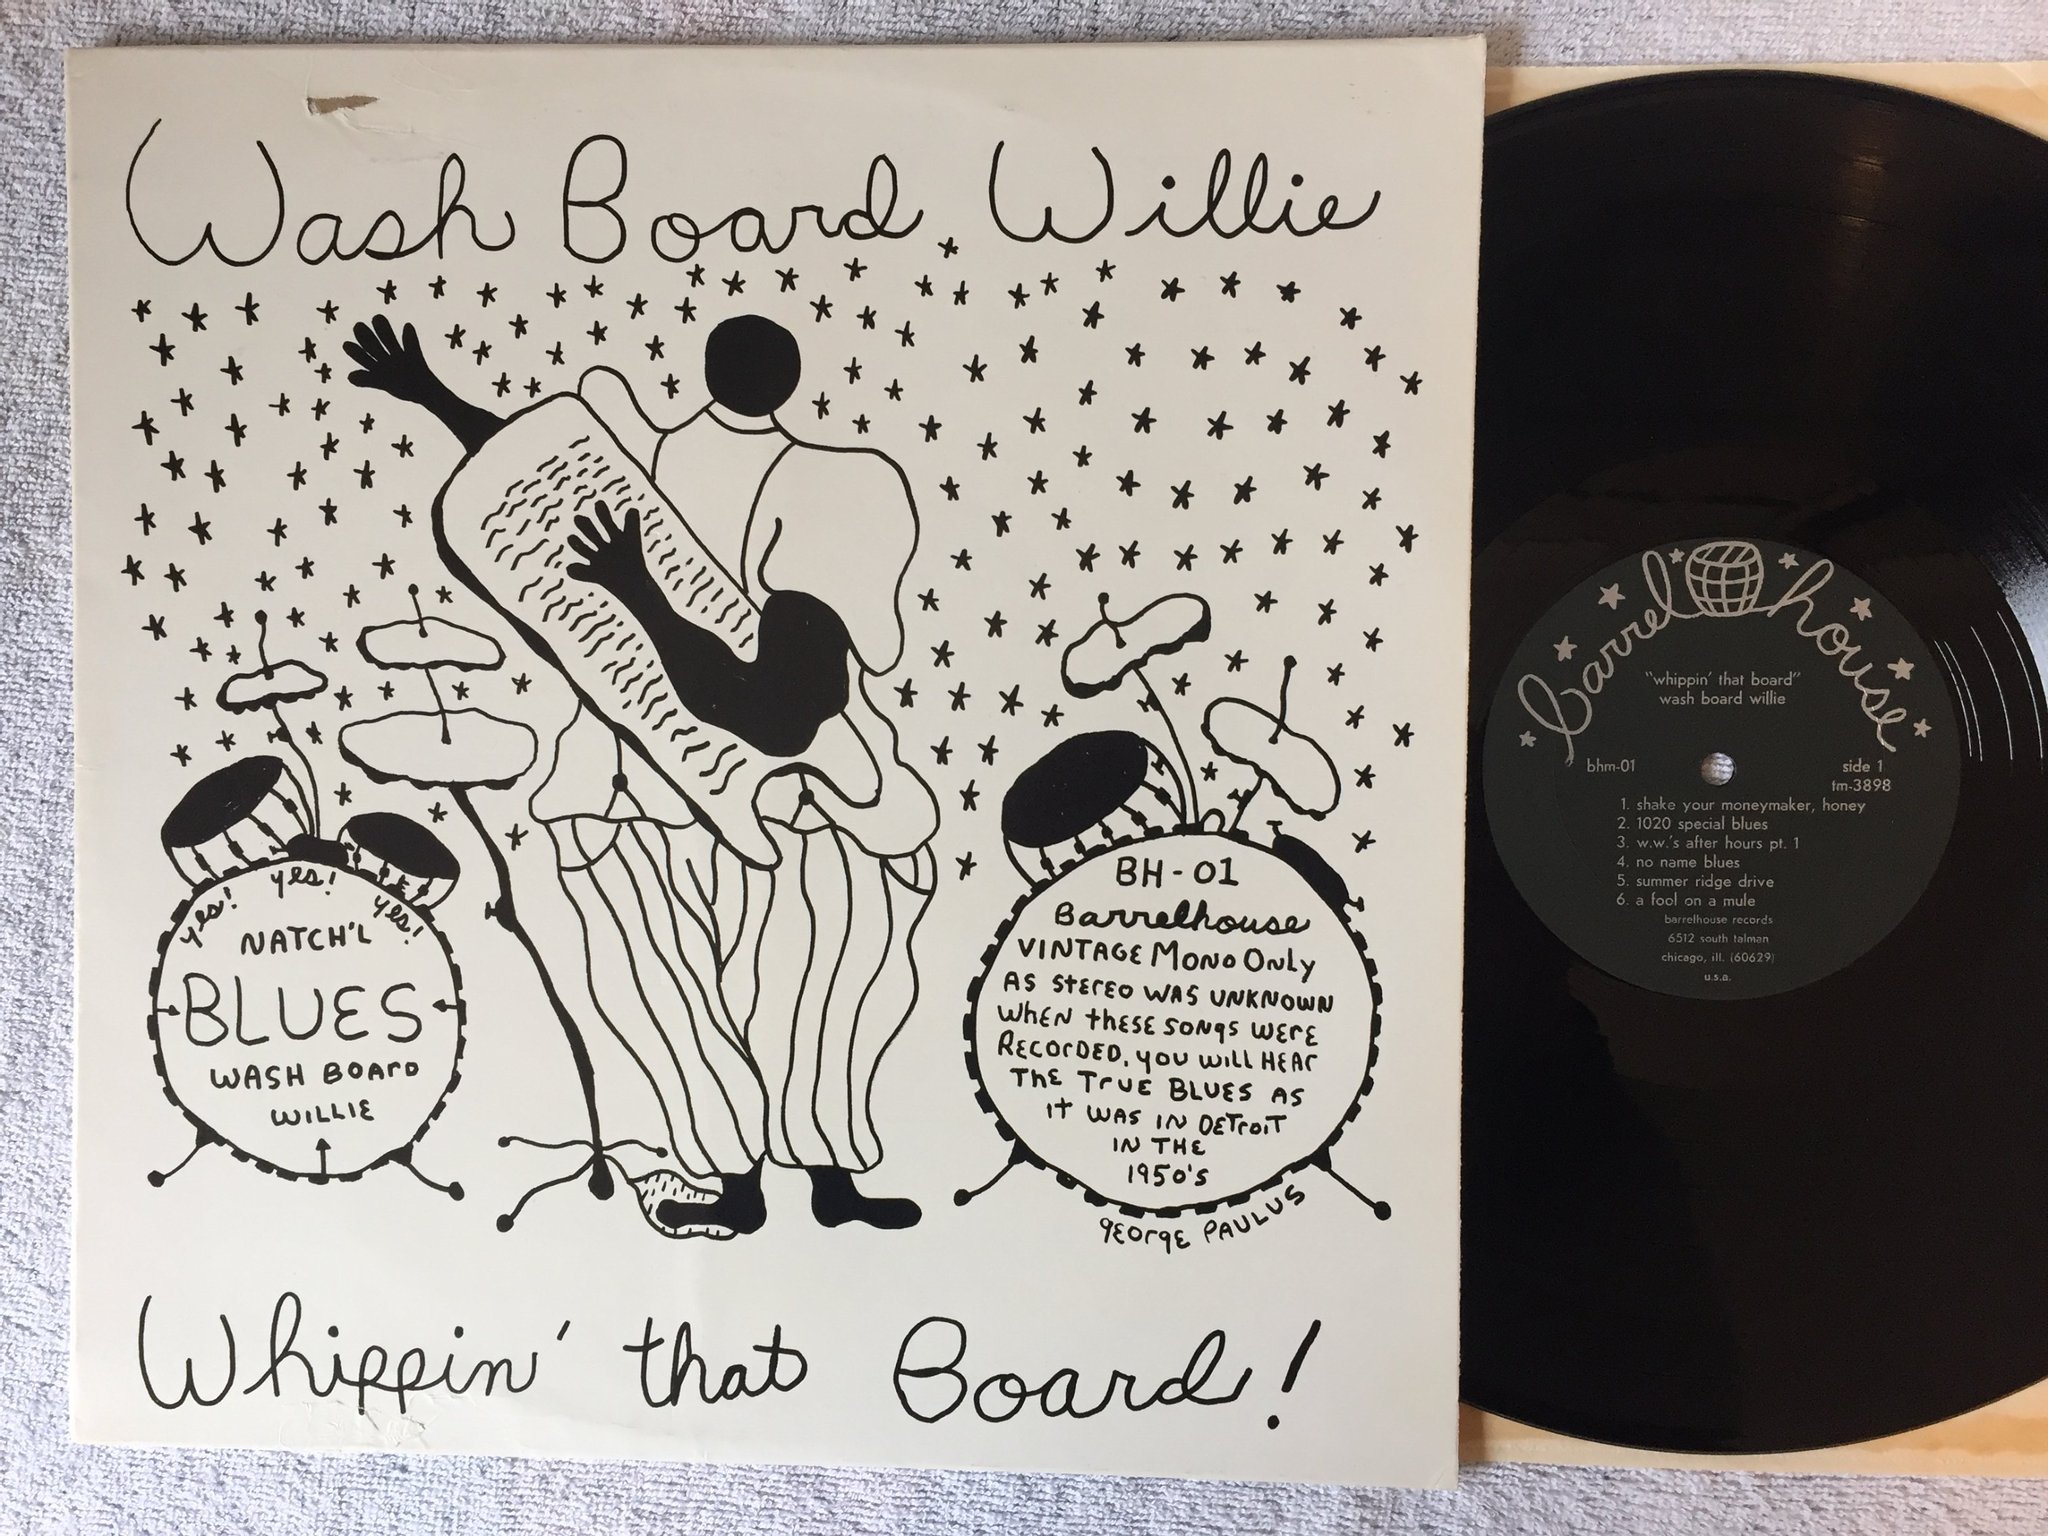 Wash Board Willie
yes! yes! yes!
NATCH'L
BLUES
WASH BOARD
WILLIE
BH-01
Barrelhouse
VINTAGE MONO ONLY
AS STEREO WAS UNKNOWN
WHEN THESE SONGS WERE
RECORDED, YOU WILL HEAR
THE TRUE BLUES AS
IT WAS IN DETROIT
IN THE
1950'S
GEORGE PAULUS
Whippin' that Board!
barrel house
"whippin' that board"
wash board willie
bhm-01
side 1
tm-3898
1. shake your moneymaker, honey
2. 1020 special blues
3. w.w.'s after hours pt. 1
4. no name blues
5. summer ridge drive
6. a fool on a mule
barrelhouse records
6512 south talman
chicago, ill. (60629)
u.s.a.